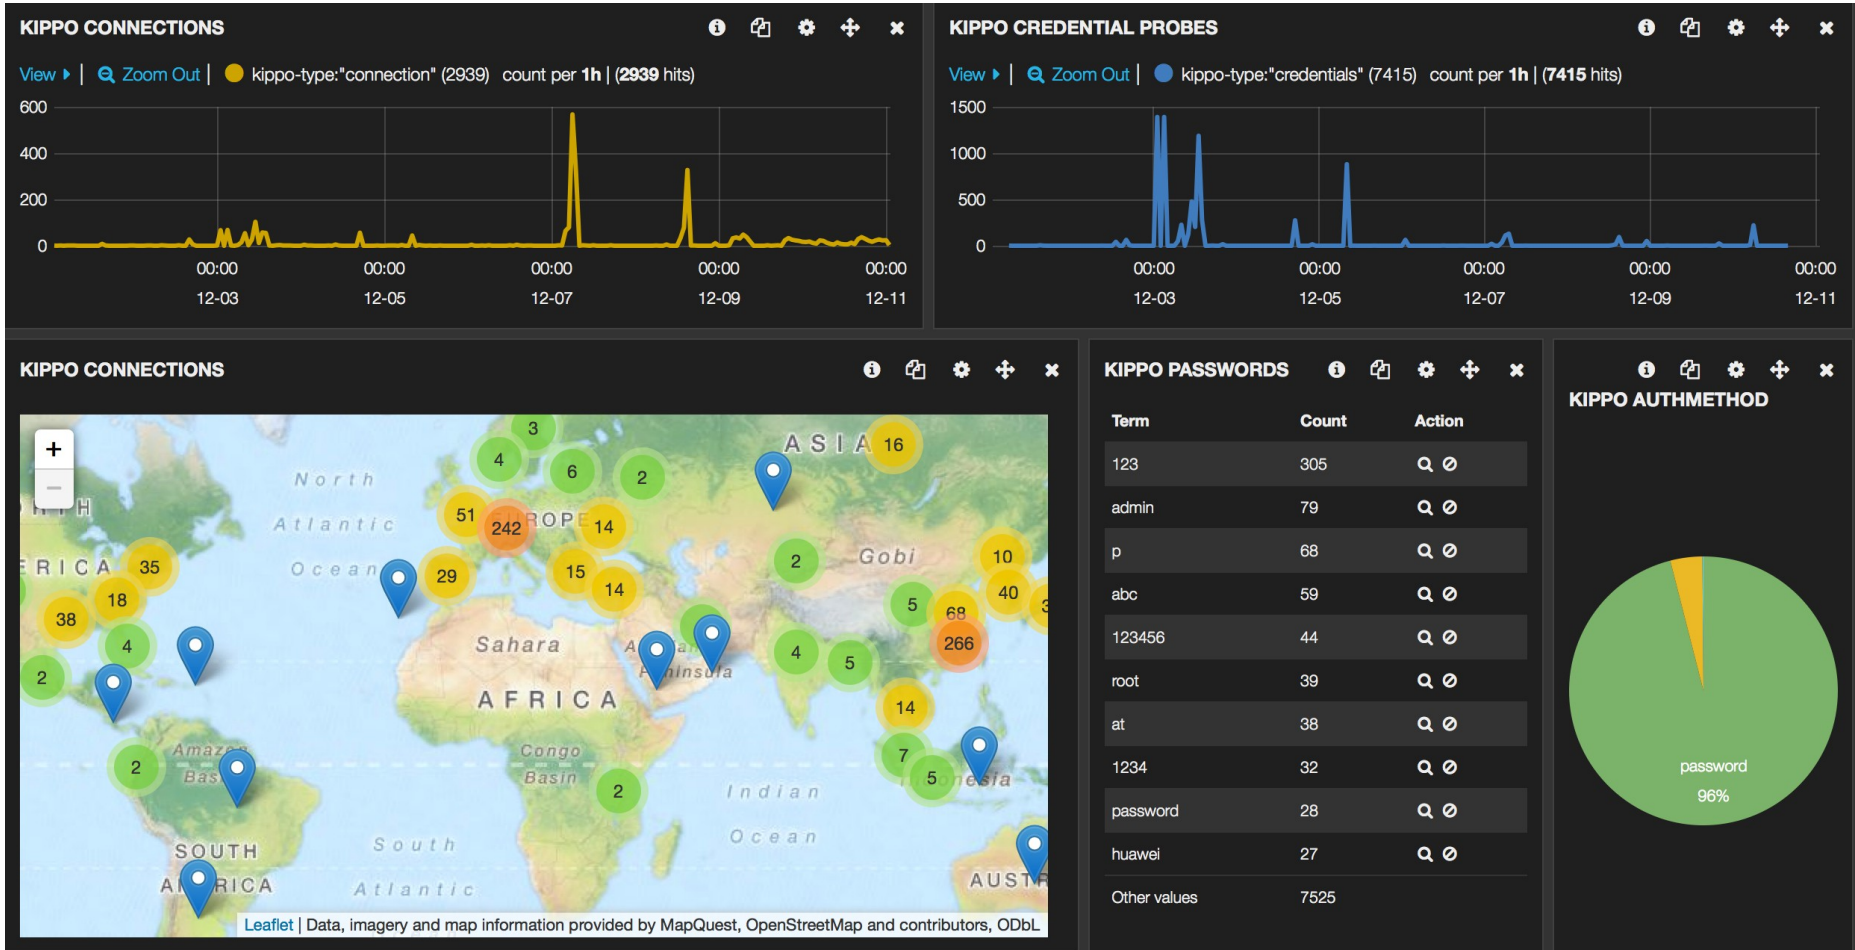 KIPPO CONNECTIONS
View | Zoom Out | kippo-type:"connection" (2939) count per 1h | (2939 hits)
600
400
200
0
00:00 00:00 00:00 00:00 00:00
12-03 12-05 12-07 12-09 12-11
KIPPO CREDENTIAL PROBES
View | Zoom Out | kippo-type:"credentials" (7415) count per 1h | (7415 hits)
1500
1000
500
0
00:00 00:00 00:00 00:00 00:00
12-03 12-05 12-07 12-09 12-11
KIPPO CONNECTIONS
+
−
3
4
6
2
ASIA
16
North
Atlantic
Ocean
51
242
14
35
18
38
4
2
29
15
14
2
Gobi
10
40
5
68
266
Sahara
AFRICA
4
5
14
7
5
2
Congo
Basin
2
Indian
Ocean
South
Atlantic
SOUTH
Leaflet | Data, imagery and map information provided by MapQuest, OpenStreetMap and contributors, ODbL
KIPPO PASSWORDS
Term Count Action
123 305
admin 79
p 68
abc 59
123456 44
root 39
at 38
1234 32
password 28
huawei 27
Other values 7525
KIPPO AUTHMETHOD
password
96%